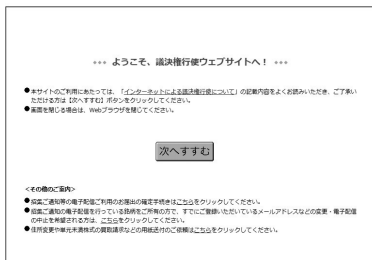 *** ようこそ、議決権行使ウェブサイトへ！ ***
●本サイトのご利用にあたっては、「インターネットによる議決権行使について」の記載内容をよくお読みいただき、ご了承い
ただける方は【次へすすむ】ボタンをクリックしてください。
●画面を閉じる場合は、Webブラウザを閉じてください。
次へすすむ
<その他のご案内>
●招集ご通知等の電子配信ご利用のお届出の確定手続きはこちらをクリックしてください。
●招集ご通知の電子配信を行っている銘柄をご所有の方で、すでにご登録いただいているメールアドレスなどの変更・電子配信
の中止を希望される方は、こちらをクリックしてください。
●住所変更や単元未満株式の買取請求などの用紙送付のご依頼はこちらをクリックしてください。